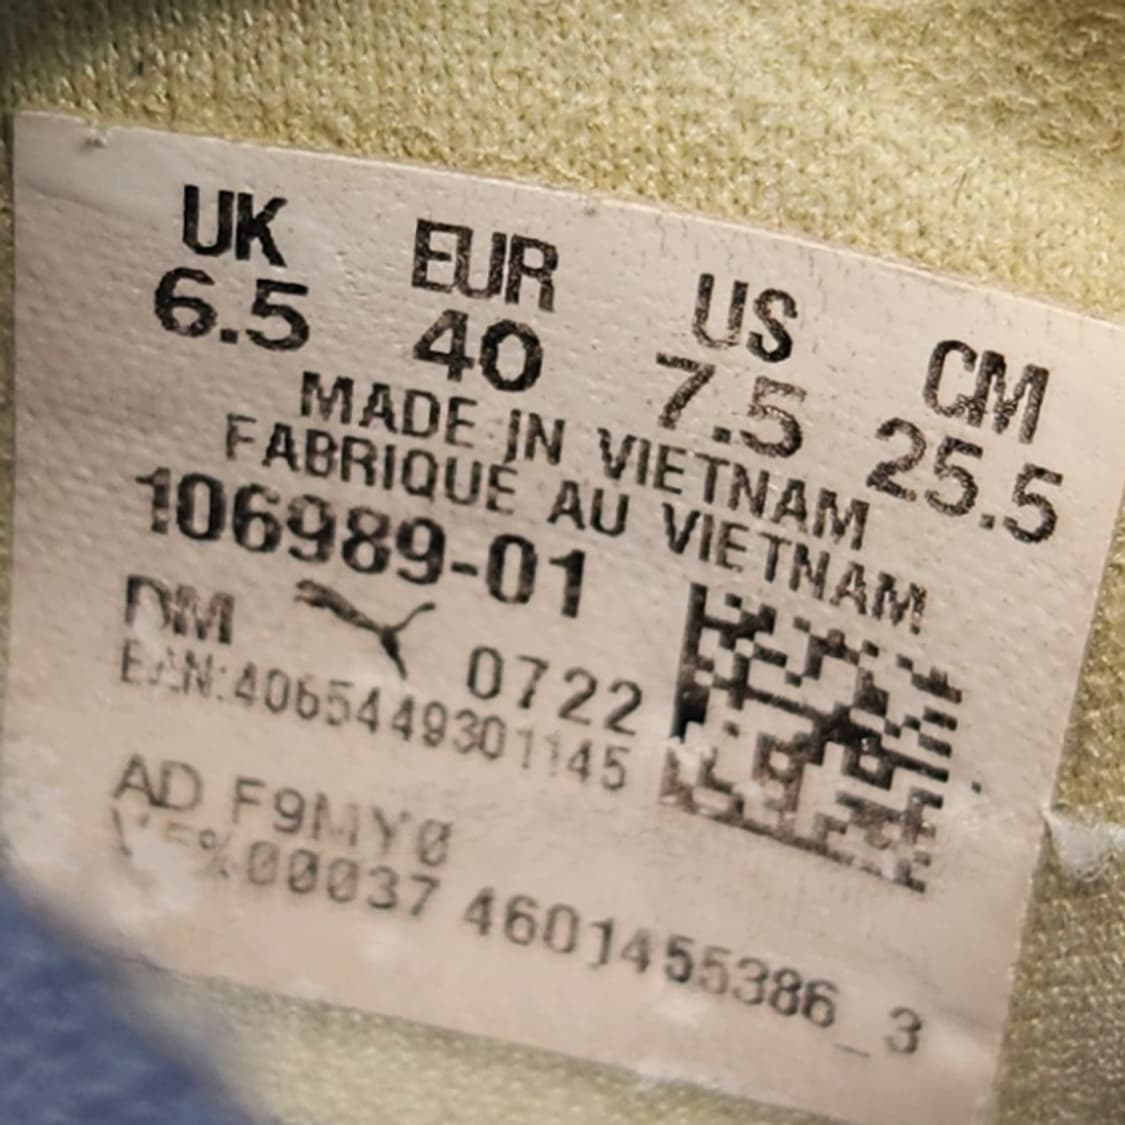 UK EUR US CM
6.5 40 7.5 25.5
MADE IN VIETNAM
FABRIQUÉ AU VIETNAM
106989-01
DM 0722
EAN:4065449301145
AD F9MY0
00037 4601455386_3